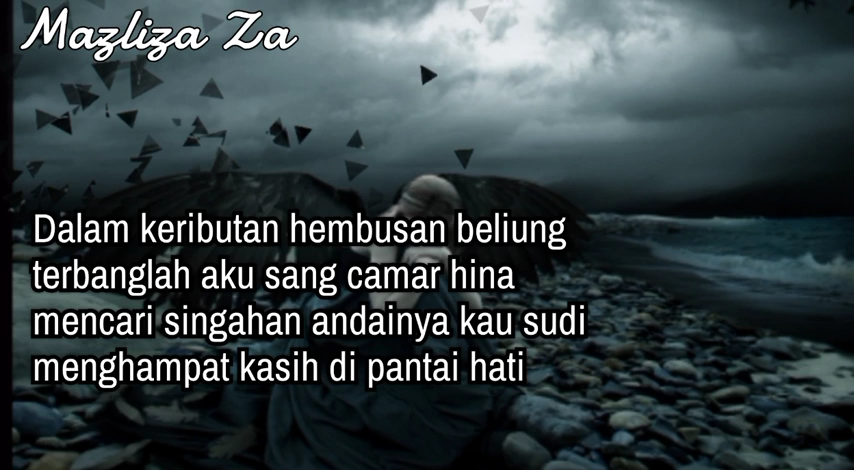 Mazliza Za
Dalam keributan hembusan beliung
terbanglah aku sang camar hina
mencari singahan andainya kau sudi
menghampat kasih di pantai hati